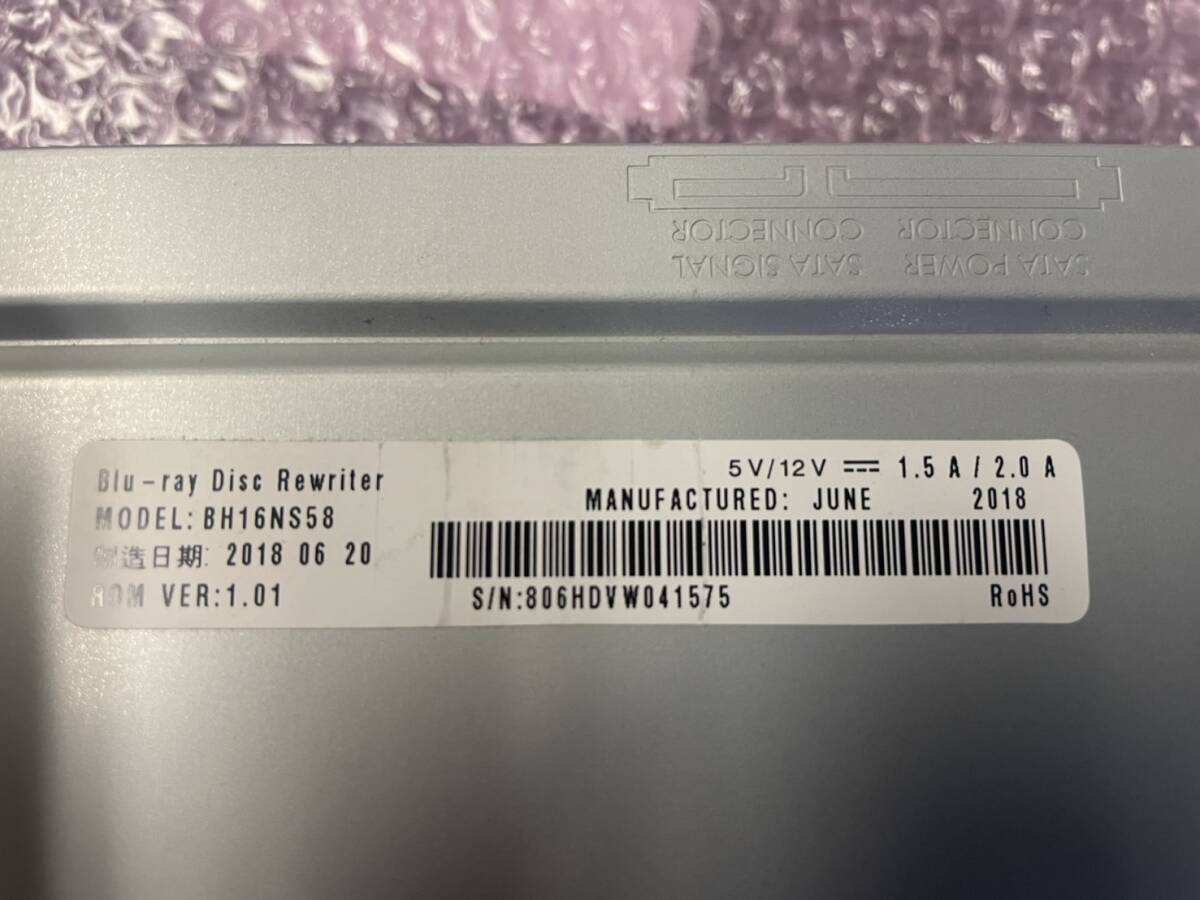 SATA POWER CONNECTOR
SATA SIGNAL CONNECTOR
Blu-ray Disc Rewriter
MODEL: BH16NS58
製造日期: 2018 06 20
ROM VER:1.01
5V/12V ⎓ 1.5 A / 2.0 A
MANUFACTURED: JUNE 2018
S/N:806HDVW041575
RoHS